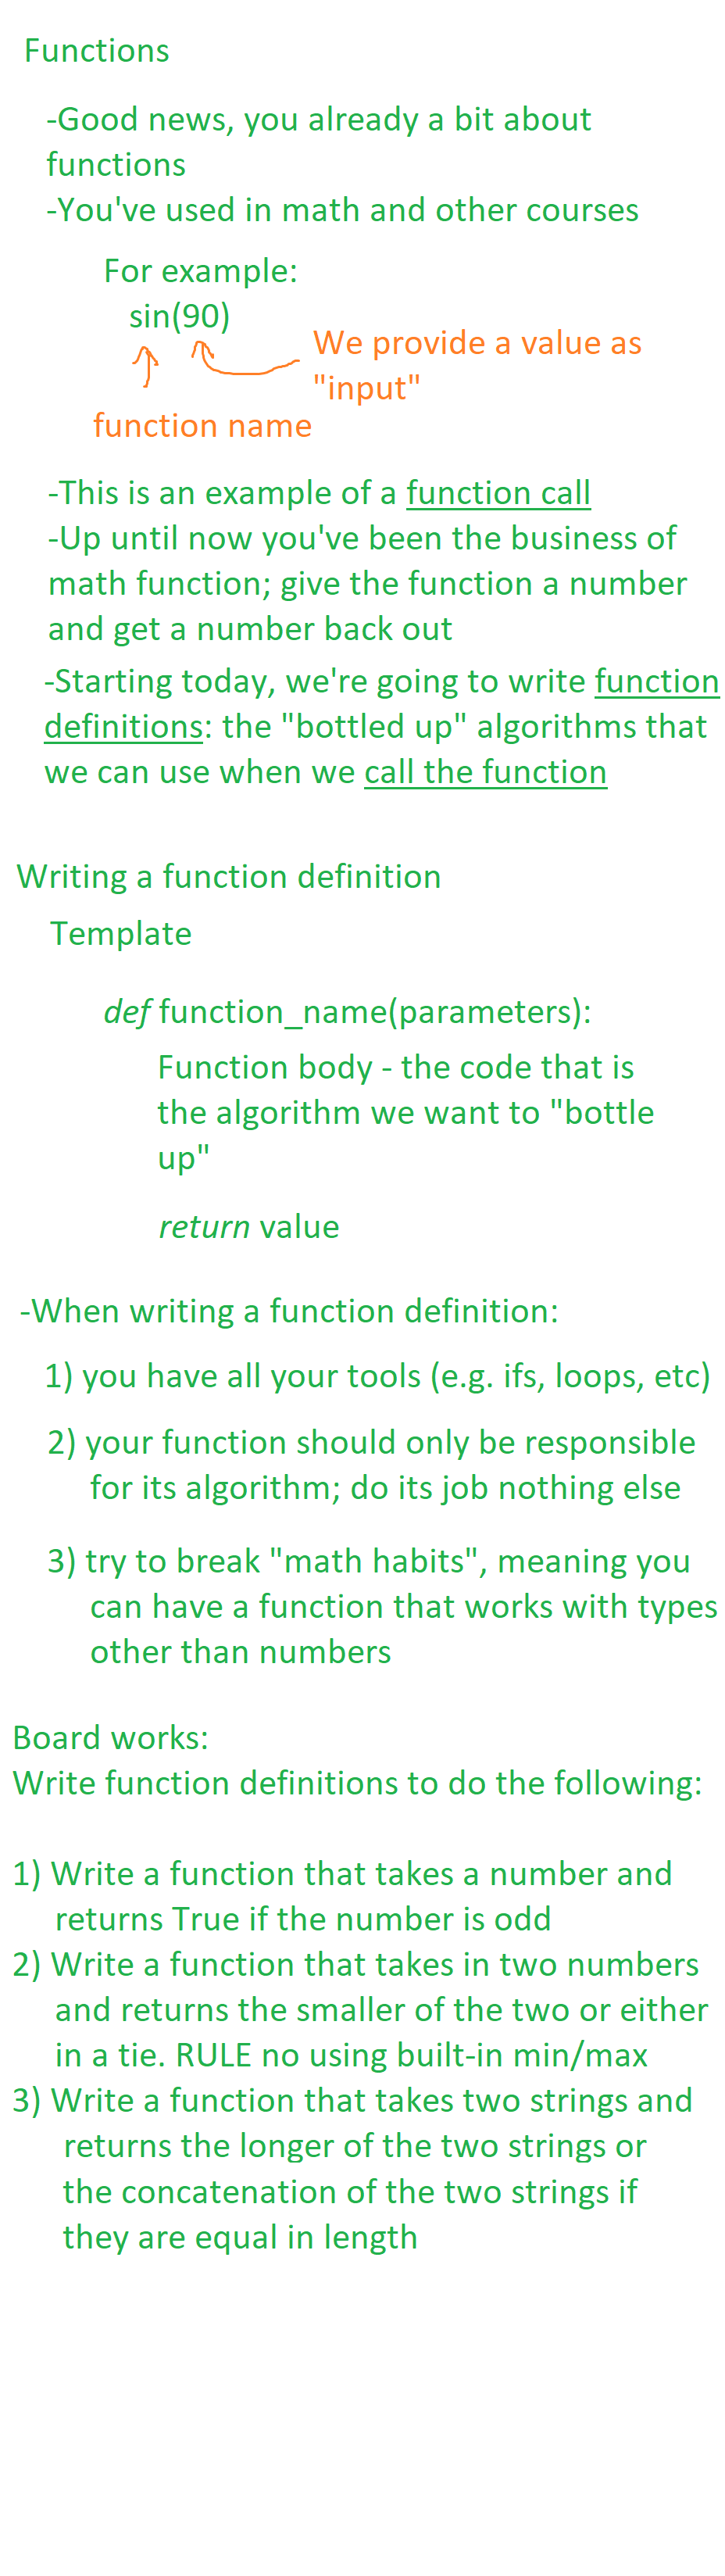 Functions
-Good news, you already a bit about
functions
-You've used in math and other courses
For example:
sin(90)
We provide a value as
"input"
function name
-This is an example of a function call
-Up until now you've been the business of
math function; give the function a number
and get a number back out
-Starting today, we're going to write function
definitions: the "bottled up" algorithms that
we can use when we call the function
Writing a function definition
Template
def function_name(parameters):
Function body - the code that is
the algorithm we want to "bottle
up"
return value
-When writing a function definition:
1) you have all your tools (e.g. ifs, loops, etc)
2) your function should only be responsible
for its algorithm; do its job nothing else
3) try to break "math habits", meaning you
can have a function that works with types
other than numbers
Board works:
Write function definitions to do the following:
1) Write a function that takes a number and
returns True if the number is odd
2) Write a function that takes in two numbers
and returns the smaller of the two or either
in a tie. RULE no using built-in min/max
3) Write a function that takes two strings and
returns the longer of the two strings or
the concatenation of the two strings if
they are equal in length